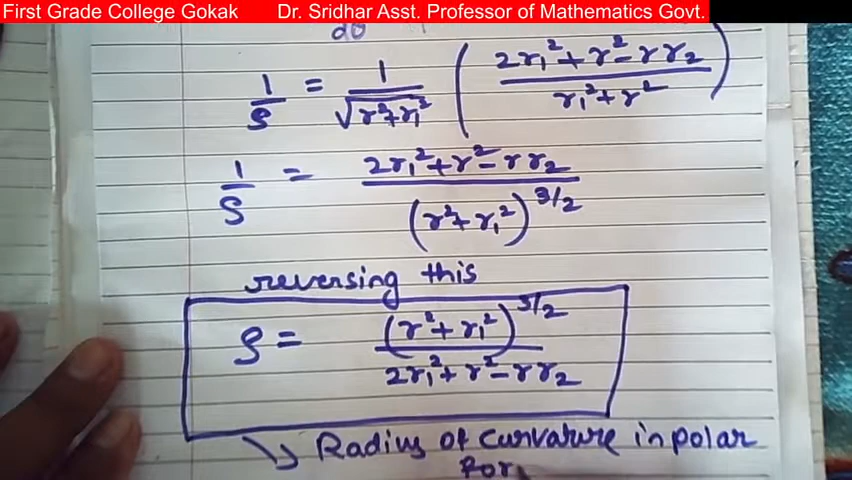 First Grade College Gokak Dr. Sridhar Asst. Professor of Mathematics Govt.
dθ
1/ρ = 1/√(r²+r₁²) ( (2r₁²+r²-rr₂)/(r₁²+r²) )
1/ρ = (2r₁²+r²-rr₂)/(r²+r₁²)^3/2
reversing this
ρ = (r²+r₁²)^3/2/(2r₁²+r²-rr₂)
↘ Radius of curvature in polar
For